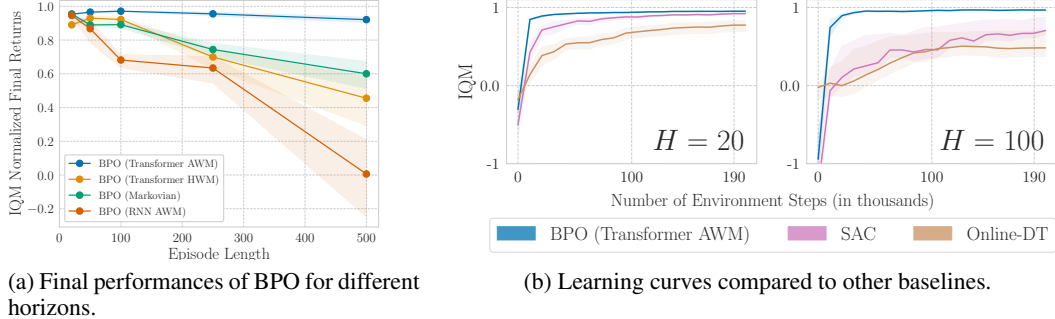 IQM Normalized Final Returns
1.0
0.8
0.6
0.4
0.2
0.0
−0.2
BPO (Transformer AWM)
BPO (Transformer HWM)
BPO (Markovian)
BPO (RNN AWM)
0
100
200
300
400
500
Episode Length
(a) Final performances of BPO for different
horizons.
IQM
1
0.0
-1
H = 20
0
100
190
1
0.0
-1
H = 100
0
100
190
Number of Environment Steps (in thousands)
BPO (Transformer AWM) SAC Online-DT
(b) Learning curves compared to other baselines.